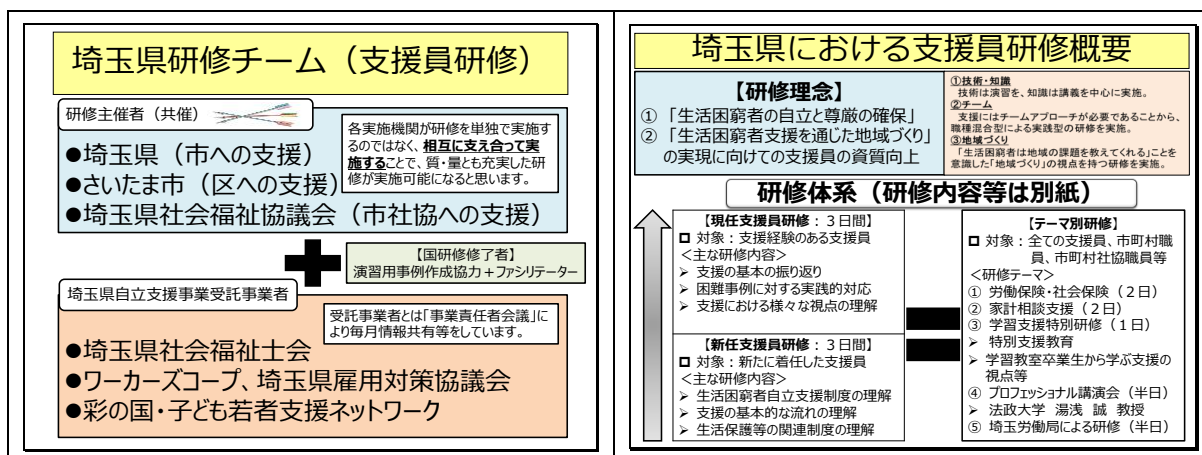 埼玉県研修チーム（支援員研修）
研修主催者（共催）
●埼玉県（市への支援）
●さいたま市（区への支援）
●埼玉県社会福祉協議会（市社協への支援）
各実施機関が研修を単独で実施す
るのではなく、相互に支え合って実
施することで、質・量とも充実した研
修が実施可能になると思います。
【国研修修了者】
演習用事例作成協力＋ファシリテーター
埼玉県自立支援事業受託事業者
受託事業者とは「事業責任者会議」に
より毎月情報共有等をしています。
●埼玉県社会福祉士会
●ワーカーズコープ、埼玉県雇用対策協議会
●彩の国・子ども若者支援ネットワーク
埼玉県における支援員研修概要
【研修理念】
① 「生活困窮者の自立と尊厳の確保」
② 「生活困窮者支援を通じた地域づくり」
の実現に向けての支援員の資質向上
①技術・知識
技術は演習を、知識は講義を中心に実施。
②チーム
支援にはチームアプローチが必要であることから、
職種混合型による実践型の研修を実施。
③地域づくり
「生活困窮者は地域の課題を教えてくれる」ことを
意識した「地域づくり」の視点を持つ研修を実施。
研修体系（研修内容等は別紙）
【現任支援員研修：３日間】
◘ 対象：支援経験のある支援員
＜主な研修内容＞
➢ 支援の基本の振り返り
➢ 困難事例に対する実践的対応
➢ 支援における様々な視点の理解
【新任支援員研修：３日間】
◘ 対象：新たに着任した支援員
＜主な研修内容＞
➢ 生活困窮者自立支援制度の理解
➢ 支援の基本的な流れの理解
➢ 生活保護等の関連制度の理解
【テーマ別研修】
◘ 対象：全ての支援員、市町村職
員、市町村社協職員等
＜研修テーマ＞
① 労働保険・社会保険（２日）
② 家計相談支援（２日）
③ 学習支援特別研修（１日）
➢ 特別支援教育
➢ 学習教室卒業生から学ぶ支援の
視点等
④ プロフェッショナル講演会（半日）
➢ 法政大学 湯浅 誠 教授
⑤ 埼玉労働局による研修（半日）